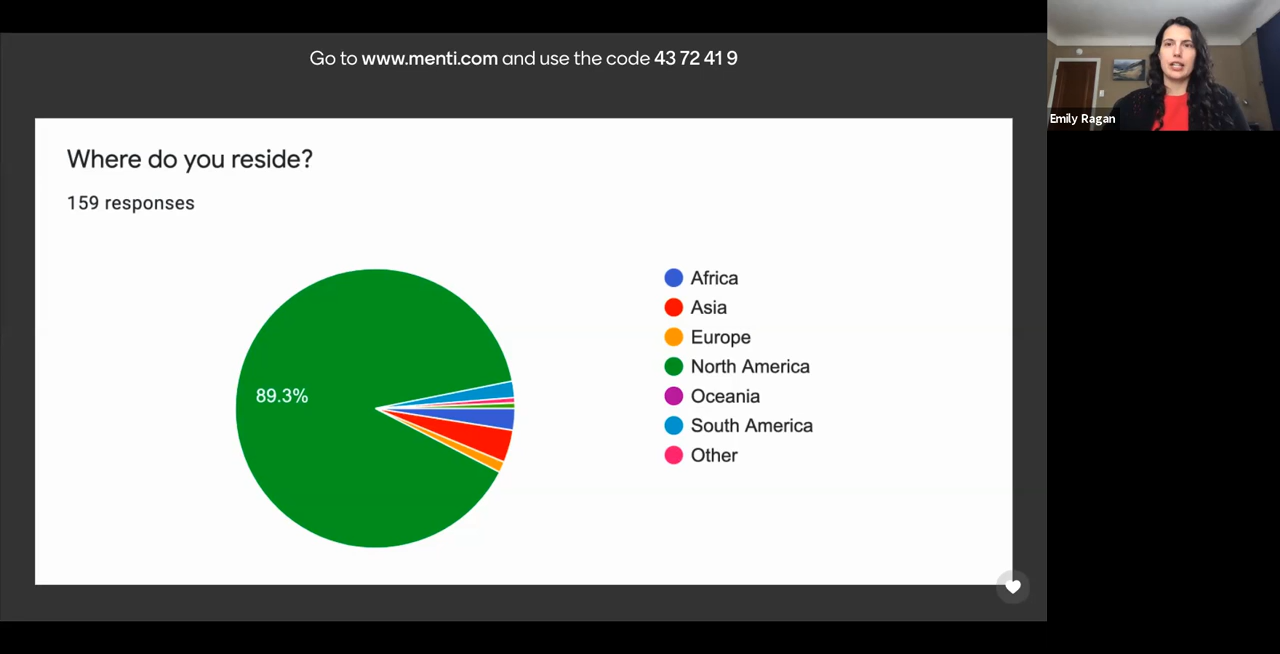 Go to www.menti.com and use the code 43 72 41 9
Emily Ragan
Where do you reside?
159 responses
89.3%
Africa
Asia
Europe
North America
Oceania
South America
Other